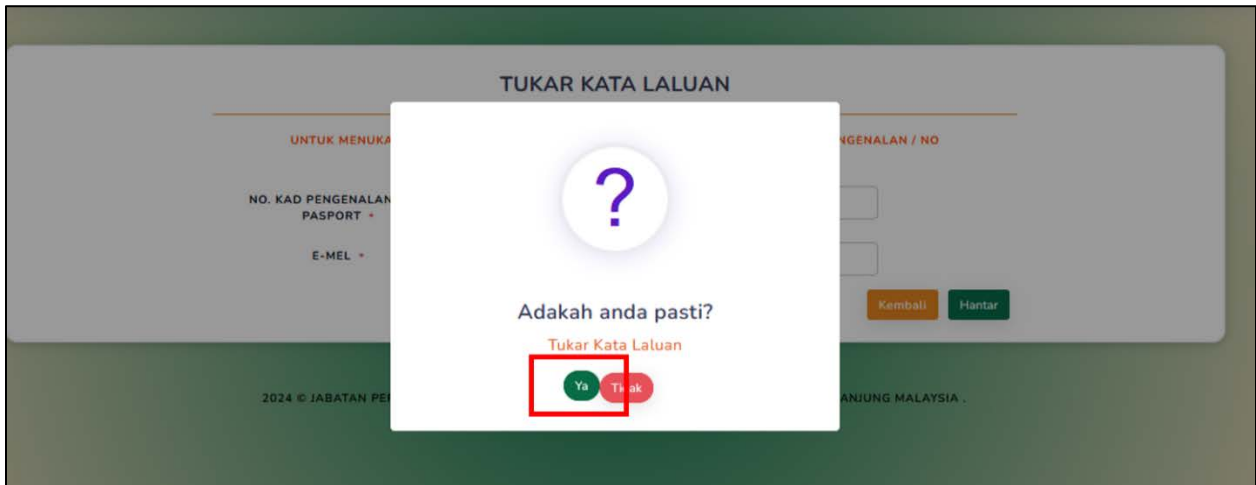 TUKAR KATA LALUAN
UNTUK MENUKA
NGENALAN / NO
NO. KAD PENGENALAN
PASPORT *
E-MEL *
?
Adakah anda pasti?
Tukar Kata Laluan
Ya
Tidak
Kembali
Hantar
2024 © JABATAN PE
ANJUNG MALAYSIA .